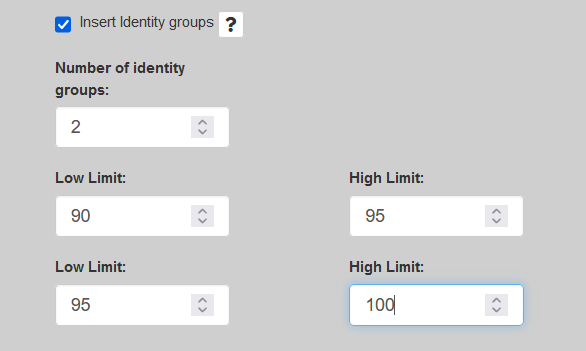 Insert Identity groups ?
Number of identity
groups:
2
Low Limit: High Limit:
90 95
Low Limit: High Limit:
95 100